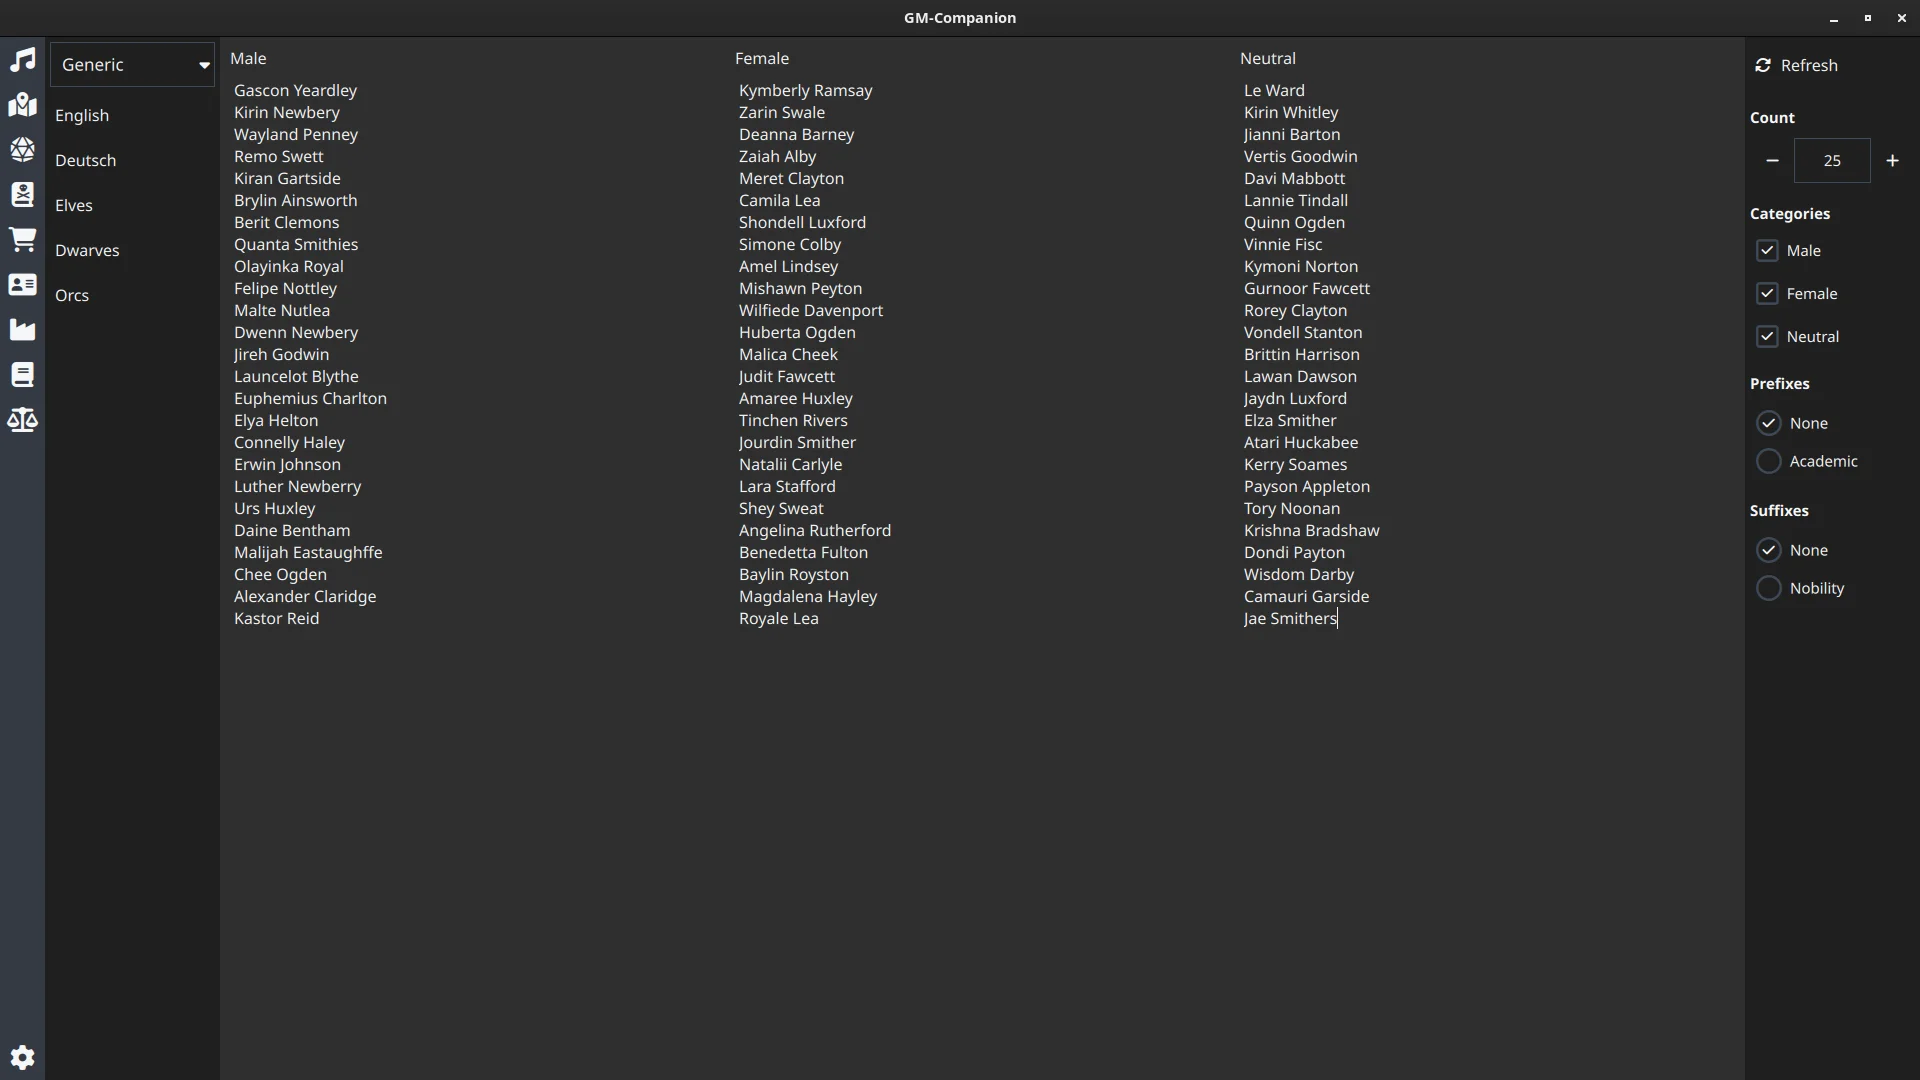 GM-Companion
Generic
English
Deutsch
Elves
Dwarves
Orcs
Male
Gascon Yeardley
Kirin Newbery
Wayland Penney
Remo Swett
Kiran Gartside
Brylin Ainsworth
Berit Clemons
Quanta Smithies
Olayinka Royal
Felipe Nottley
Malte Nutlea
Dwenn Newbery
Jireh Godwin
Launcelot Blythe
Euphemius Charlton
Elya Helton
Connelly Haley
Erwin Johnson
Luther Newberry
Urs Huxley
Daine Bentham
Malijah Eastaughffe
Chee Ogden
Alexander Claridge
Kastor Reid
Female
Kymberly Ramsay
Zarin Swale
Deanna Barney
Zaiah Alby
Meret Clayton
Camila Lea
Shondell Luxford
Simone Colby
Amel Lindsey
Mishawn Peyton
Wilfiede Davenport
Huberta Ogden
Malica Cheek
Judit Fawcett
Amaree Huxley
Tinchen Rivers
Jourdin Smither
Natalii Carlyle
Lara Stafford
Shey Sweat
Angelina Rutherford
Benedetta Fulton
Baylin Royston
Magdalena Hayley
Royale Lea
Neutral
Le Ward
Kirin Whitley
Jianni Barton
Vertis Goodwin
Davi Mabbott
Lannie Tindall
Quinn Ogden
Vinnie Fisc
Kymoni Norton
Gurnoor Fawcett
Rorey Clayton
Vondell Stanton
Brittin Harrison
Lawan Dawson
Jaydn Luxford
Elza Smither
Atari Huckabee
Kerry Soames
Payson Appleton
Tory Noonan
Krishna Bradshaw
Dondi Payton
Wisdom Darby
Camauri Garside
Jae Smithers
Refresh
Count
25
Categories
Male
Female
Neutral
Prefixes
None
Academic
Suffixes
None
Nobility